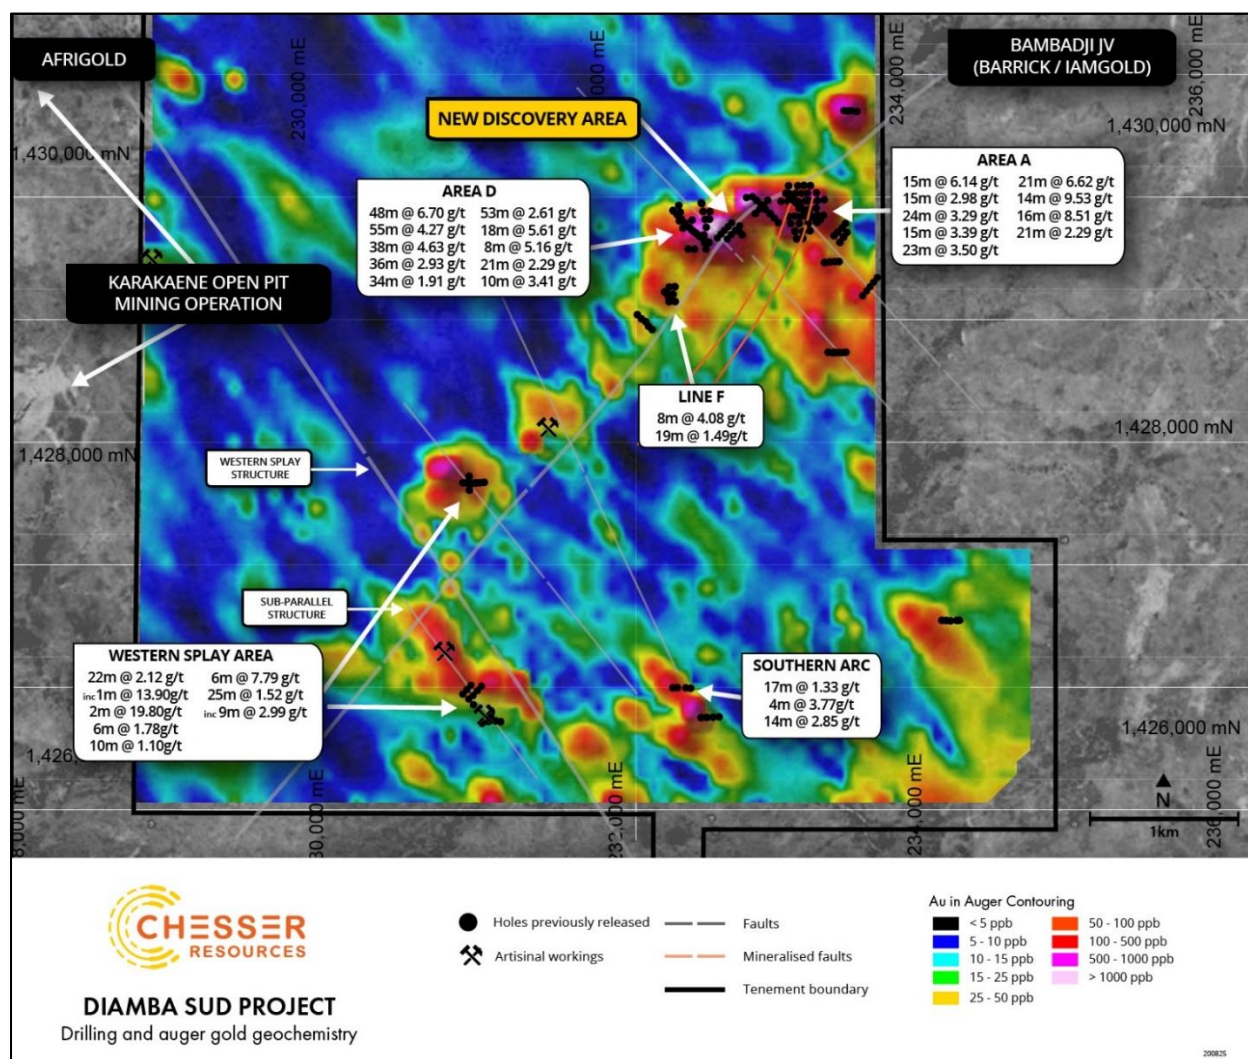 AFRIGOLD
230,000 mE
232,000 mE
234,000 mE
236,000 mE
BAMBADJI JV
(BARRICK / IAMGOLD)
NEW DISCOVERY AREA
1,430,000 mN
1,430,000 mN
AREA D
48m @ 6.70 g/t 53m @ 2.61 g/t
55m @ 4.27 g/t 18m @ 5.61 g/t
38m @ 4.63 g/t 8m @ 5.16 g/t
36m @ 2.93 g/t 21m @ 2.29 g/t
34m @ 1.91 g/t 10m @ 3.41 g/t
AREA A
15m @ 6.14 g/t 21m @ 6.62 g/t
15m @ 2.98 g/t 14m @ 9.53 g/t
24m @ 3.29 g/t 16m @ 8.51 g/t
15m @ 3.39 g/t 21m @ 2.29 g/t
23m @ 3.50 g/t
KARAKAENE OPEN PIT
MINING OPERATION
LINE F
8m @ 4.08 g/t
19m @ 1.49g/t
1,428,000 mN
1,428,000 mN
WESTERN SPLAY
STRUCTURE
SUB-PARALLEL
STRUCTURE
WESTERN SPLAY AREA
22m @ 2.12 g/t 6m @ 7.79 g/t
inc 1m @ 13.90g/t 25m @ 1.52 g/t
2m @ 19.80g/t inc 9m @ 2.99 g/t
6m @ 1.78g/t
10m @ 1.10g/t
SOUTHERN ARC
17m @ 1.33 g/t
4m @ 3.77g/t
14m @ 2.85 g/t
1,426,000 mN
N
1km
234,000 mE
236,000 mE
CHESSER
RESOURCES
DIAMBA SUD PROJECT
Drilling and auger gold geochemistry
Holes previously released
Artisinal workings
Faults
Mineralised faults
Tenement boundary
Au in Auger Contouring
< 5 ppb
5 - 10 ppb
10 - 15 ppb
15 - 25 ppb
25 - 50 ppb
50 - 100 ppb
100 - 500 ppb
500 - 1000 ppb
> 1000 ppb
200825